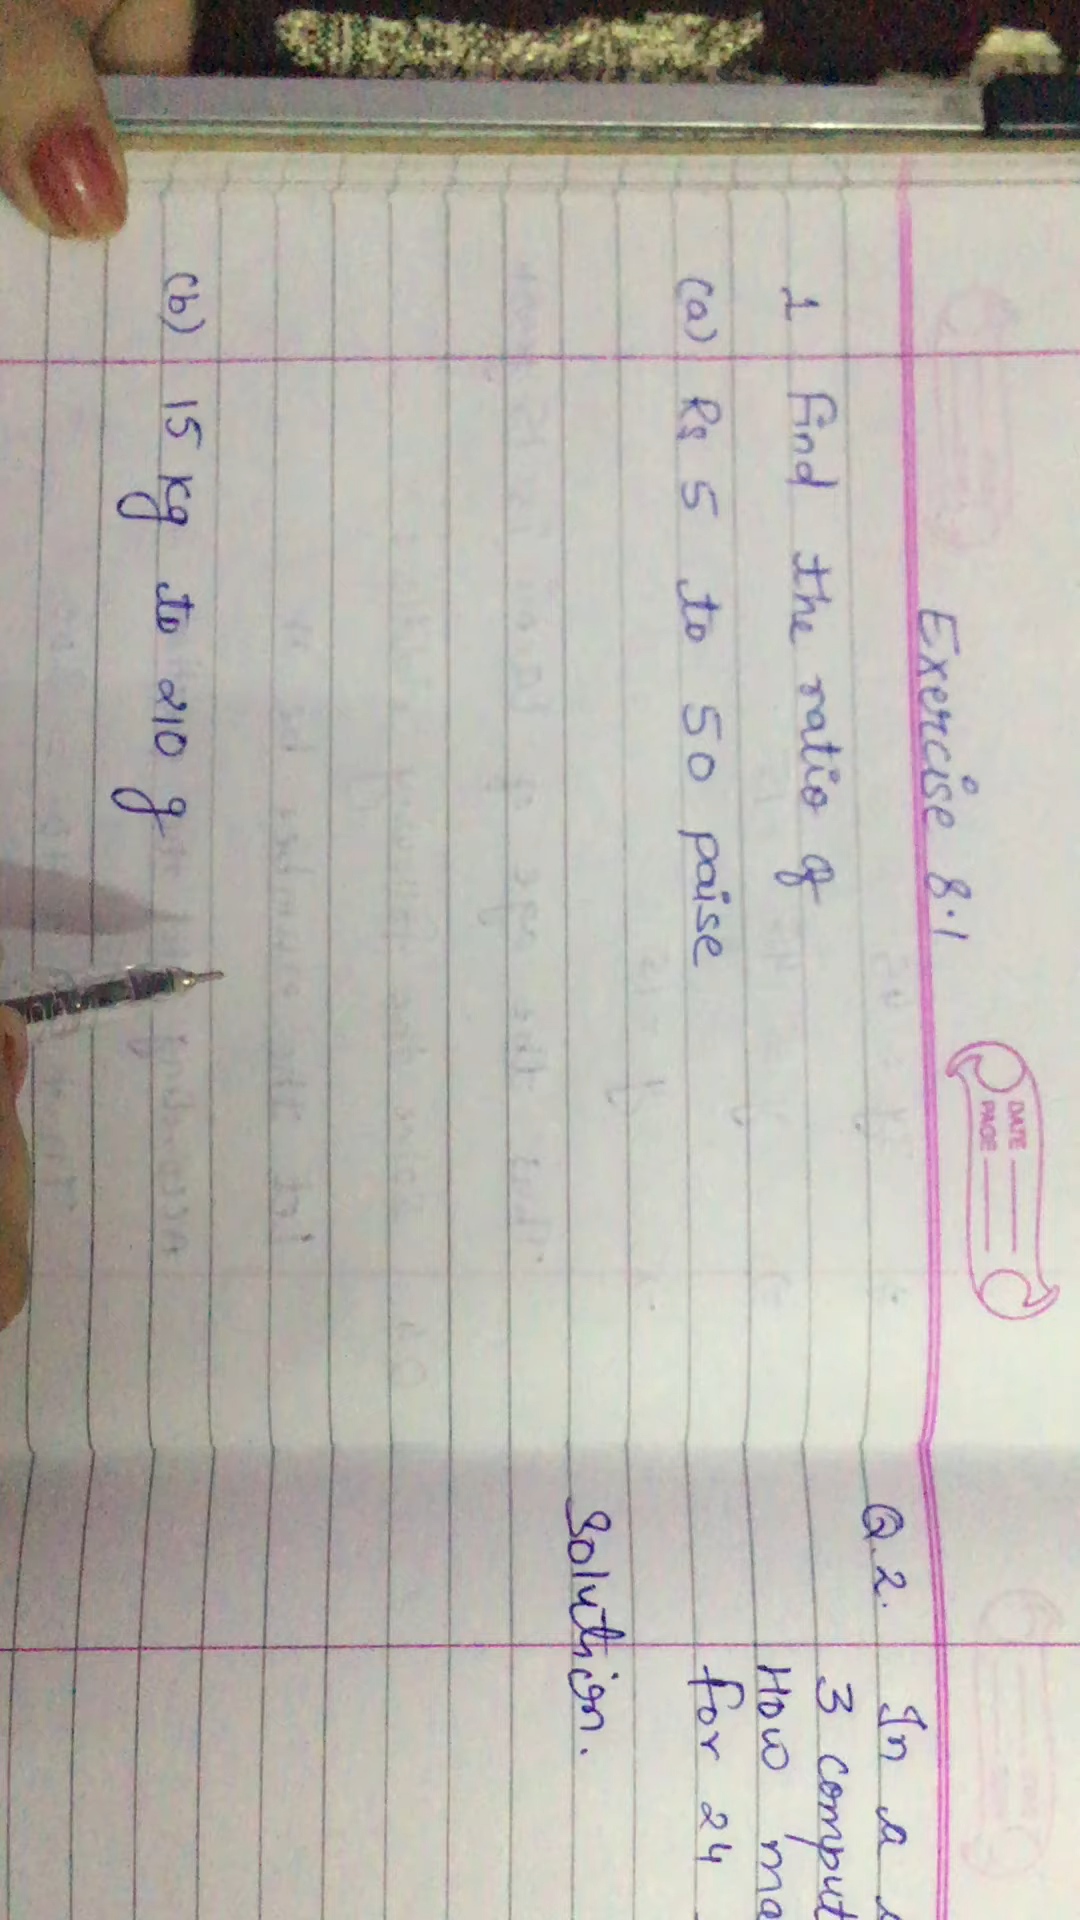 Exercise 8.1
DATE
PAGE
1 Find the ratio of
(a) Rs 5 to 50 paise
(b) 15 kg to 210 g
Q.2. In a
3 comput
How ma
for 24
Solution.